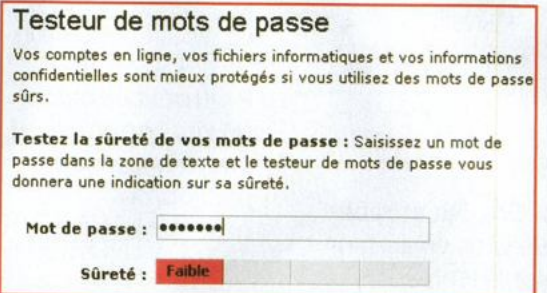 Testeur de mots de passe
Vos comptes en ligne, vos fichiers informatiques et vos informations
confidentielles sont mieux protégés si vous utilisez des mots de passe
sûrs.
Testez la sûreté de vos mots de passe : Saisissez un mot de
passe dans la zone de texte et le testeur de mots de passe vous
donnera une indication sur sa sûreté.
Mot de passe : •••••••
Sûreté : Faible